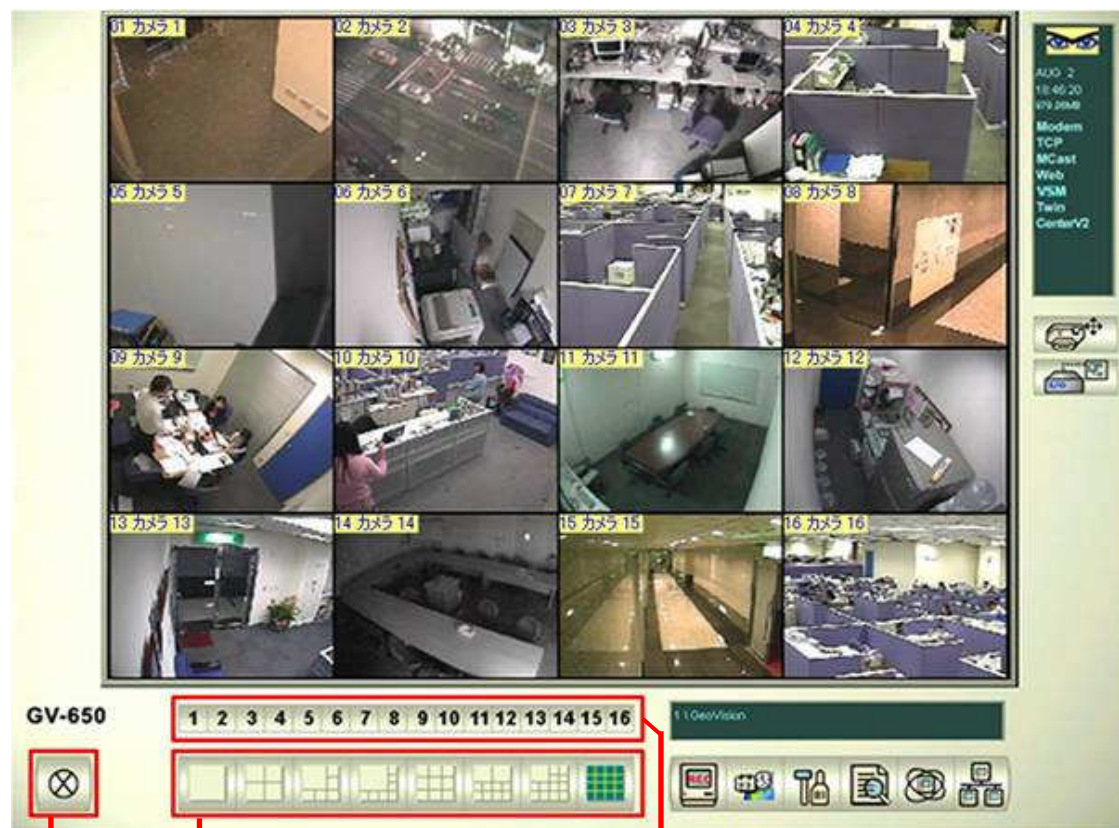 01 カメラ 1
02 カメラ 2
03 カメラ 3
04 カメラ 4
05 カメラ 5
06 カメラ 6
07 カメラ 7
08 カメラ 8
09 カメラ 9
10 カメラ 10
11 カメラ 11
12 カメラ 12
13 カメラ 13
14 カメラ 14
15 カメラ 15
16 カメラ 16
AUG 2
18:46:20
979.26MB
Modem
TCP
MCast
Web
VSM
Twin
CenterV2
I/O
GV-650
1 2 3 4 5 6 7 8 9 10 11 12 13 14 15 16
GeoVision
REC